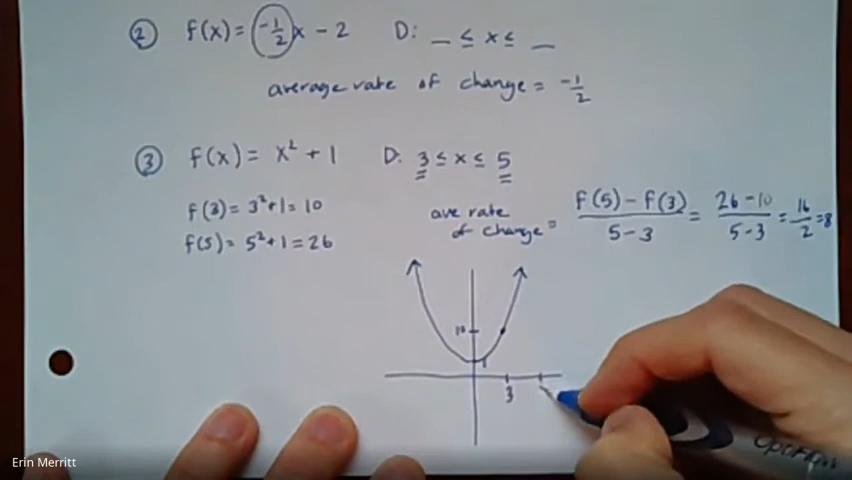 ② f(x) = -1/2 x - 2 D: _ ≤ x ≤ _
average rate of change = -1/2
③ f(x) = x² + 1 D: 3 ≤ x ≤ 5
f(3) = 3²+1 = 10
f(5) = 5²+1 = 26
ave rate
of change = f(5) - f(3) / 5-3 = 26-10 / 5-3 = 16/2 = 8
10
1
3
Erin Merritt